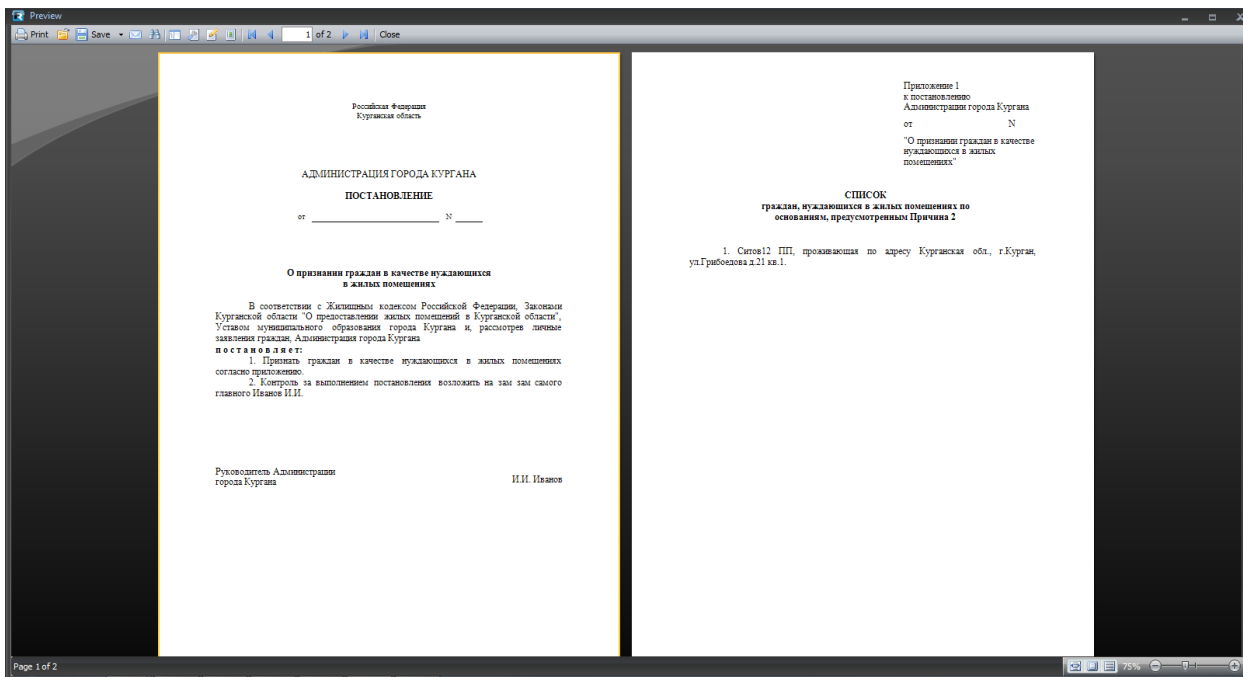 Preview
Print Save 1 of 2 Close
Российская Федерация
Курганская область
АДМИНИСТРАЦИЯ ГОРОДА КУРГАНА
ПОСТАНОВЛЕНИЕ
от ____________ N ____
О признании граждан в качестве нуждающихся
в жилых помещениях
В соответствии с Жилищным кодексом Российской Федерации, Законами
Курганской области "О предоставлении жилых помещений в Курганской области",
Уставом муниципального образования города Кургана и, рассмотрев личные
заявления граждан, Администрация города Кургана
п о с т а н о в л я е т:
1. Признать граждан в качестве нуждающихся в жилых помещениях
согласно приложению.
2. Контроль за выполнением постановления возложить на зам зам самого
главного Иванов И.И.
Руководитель Администрации
города Кургана
И.И. Иванов
Приложение 1
к постановлению
Администрации города Кургана
от N
"О признании граждан в качестве
нуждающихся в жилых
помещениях"
СПИСОК
граждан, нуждающихся в жилых помещениях по
основаниям, предусмотренным Причина 2
1. Ситов12 ПП, проживающая по адресу Курганская обл., г.Курган,
ул.Грибоедова д.21 кв.1.
Page 1 of 2
75%